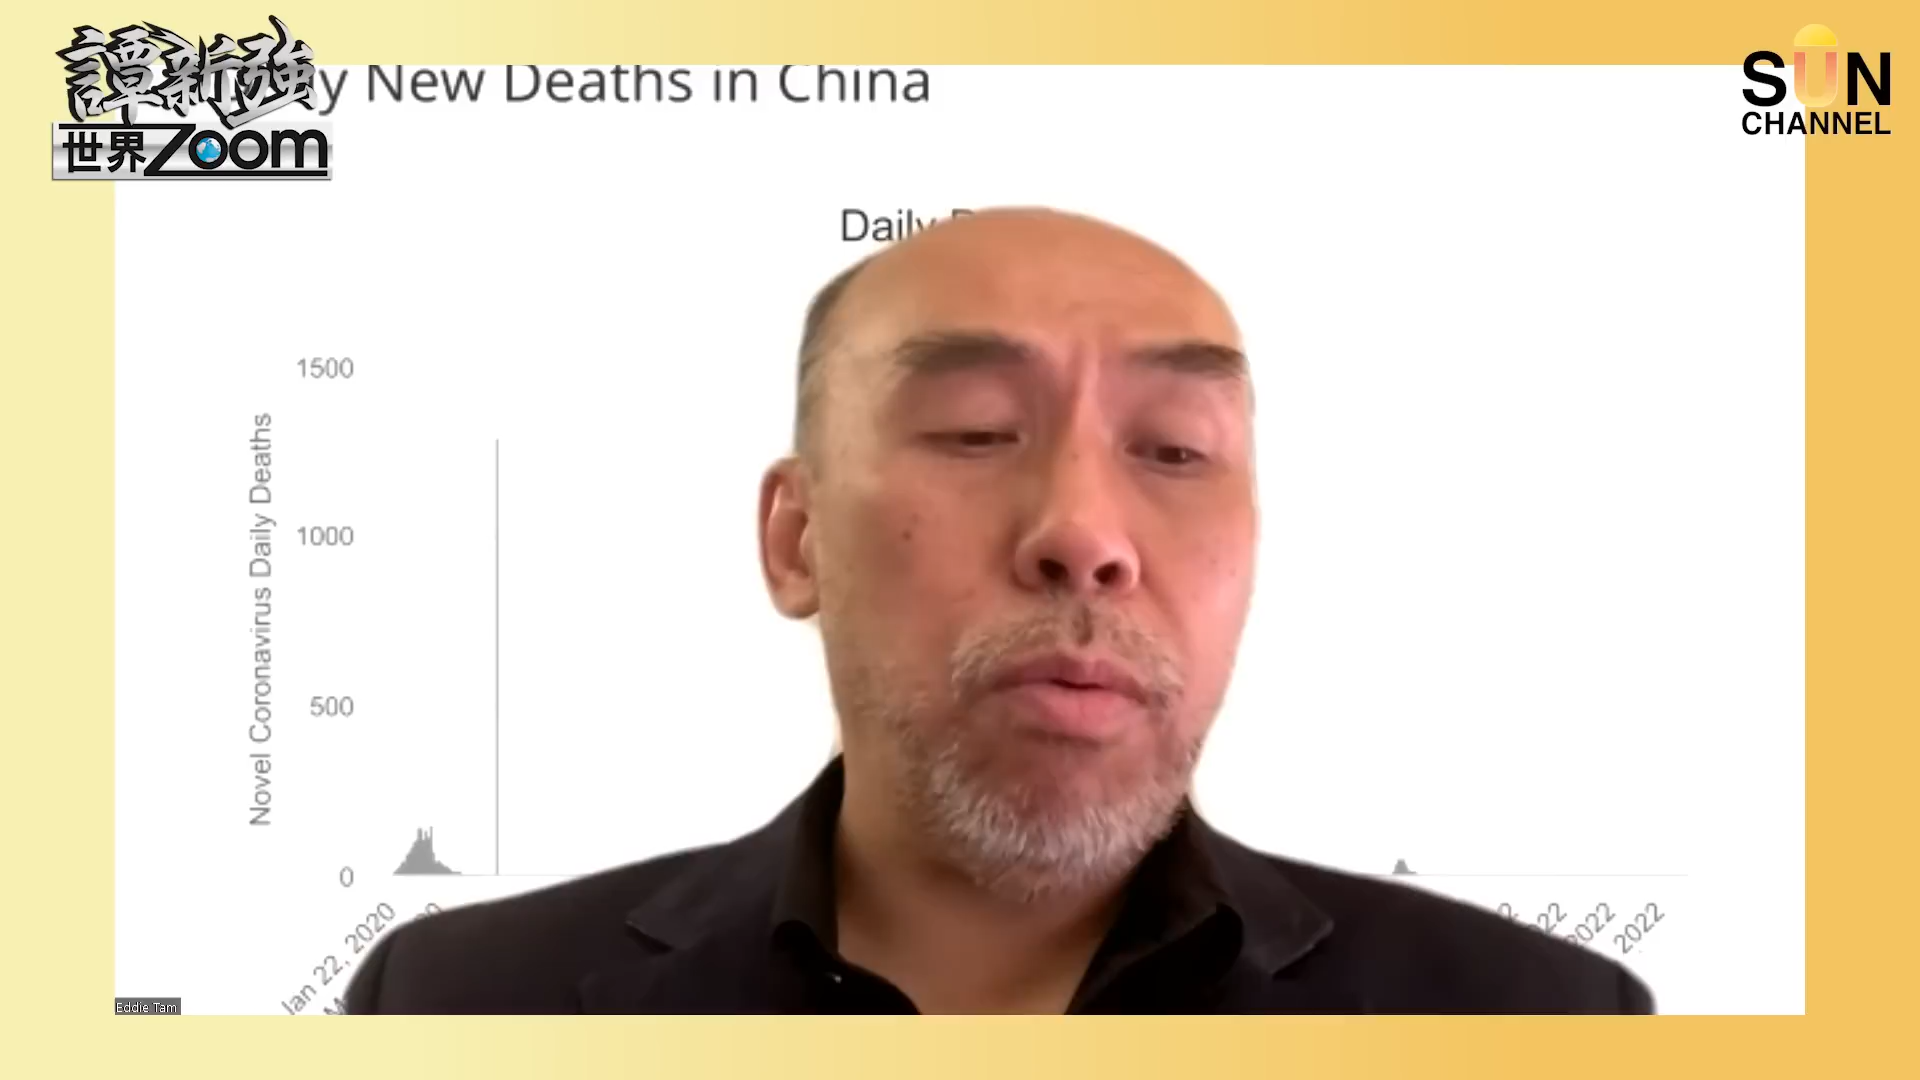 譚新強
世界Zoom
y New Deaths in China
SUN
CHANNEL
Daily
1500
1000
500
0
Novel Coronavirus Daily Deaths
Jan 22, 2020
2022
Eddie Tam